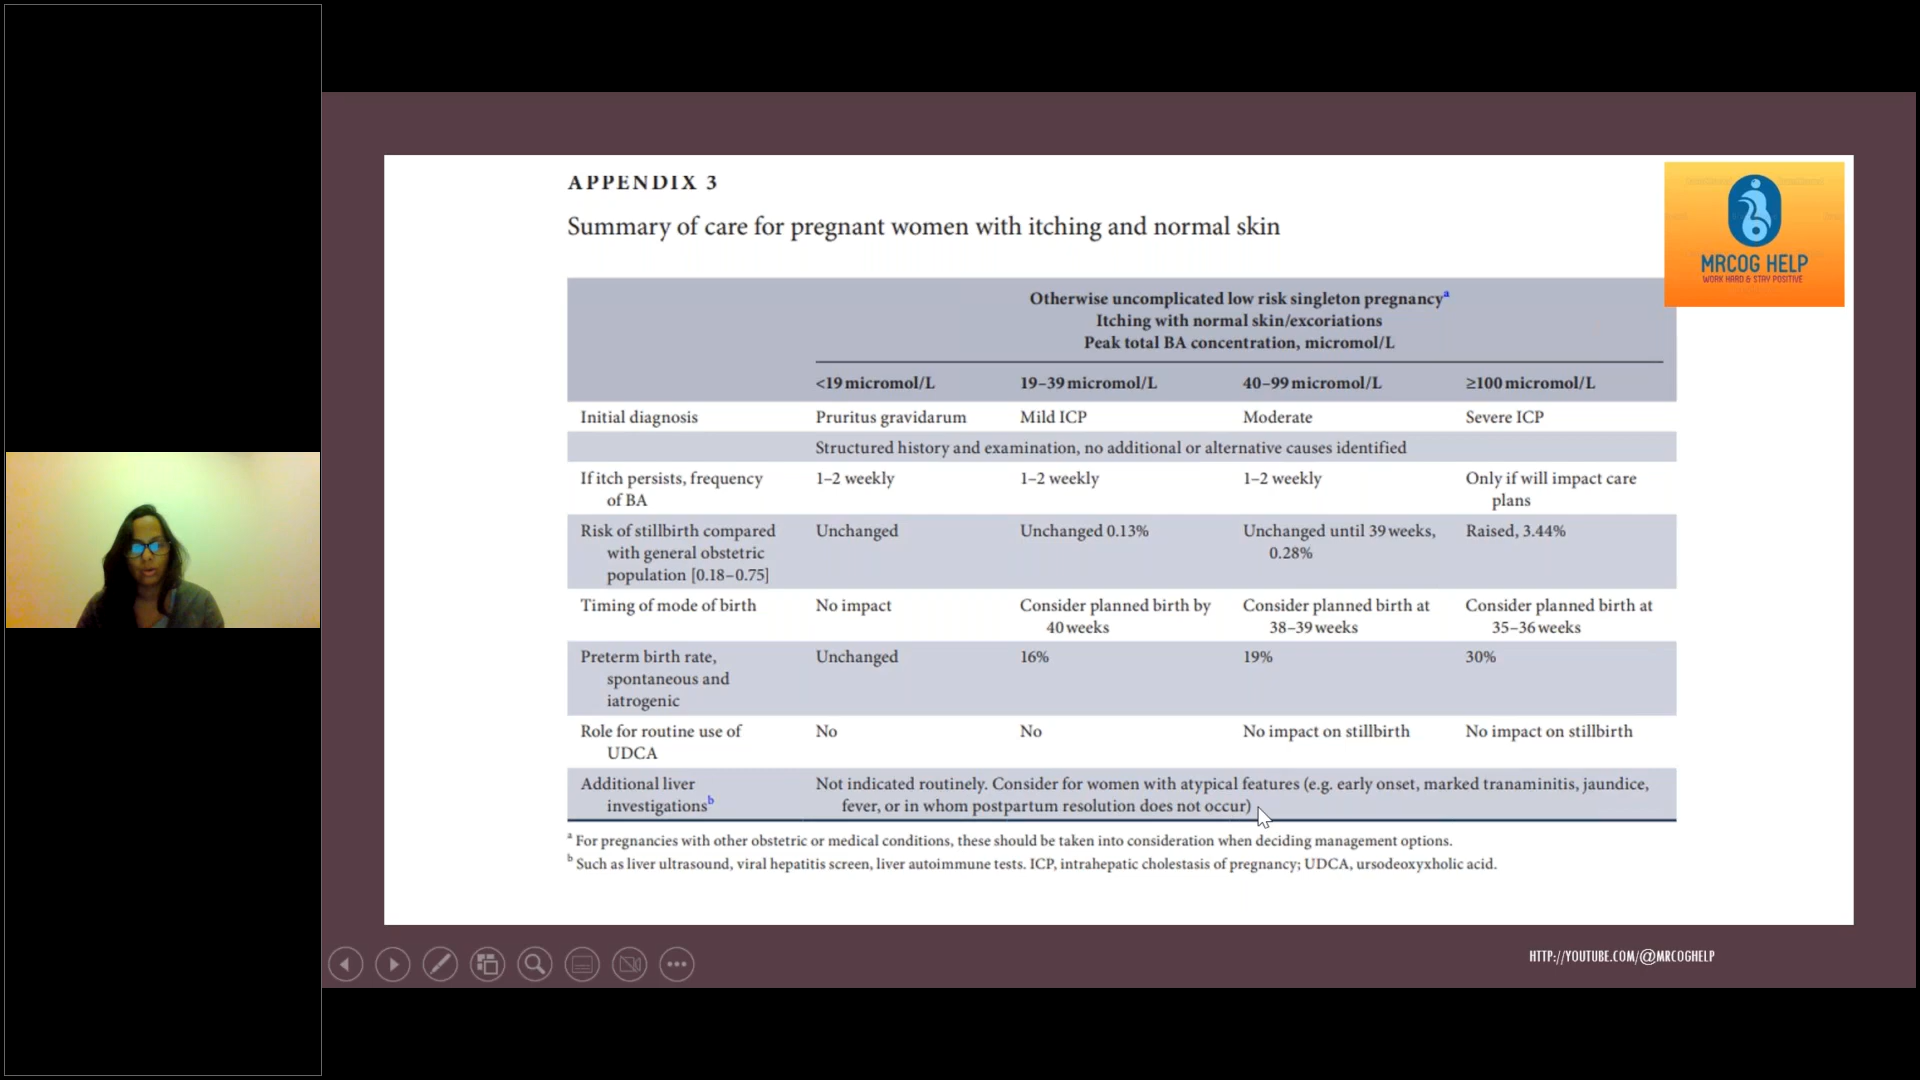 APPENDIX 3
Summary of care for pregnant women with itching and normal skin
MRCOG HELP
WORK HARD & STAY POSITIVE
Otherwise uncomplicated low risk singleton pregnancyᵃ
Itching with normal skin/excoriations
Peak total BA concentration, micromol/L
<19 micromol/L 19–39 micromol/L 40–99 micromol/L ≥100 micromol/L
Initial diagnosis Pruritus gravidarum Mild ICP Moderate Severe ICP
Structured history and examination, no additional or alternative causes identified
If itch persists, frequency 1–2 weekly 1–2 weekly 1–2 weekly Only if will impact care
of BA plans
Risk of stillbirth compared Unchanged Unchanged 0.13% Unchanged until 39 weeks, Raised, 3.44%
with general obstetric 0.28%
population [0.18–0.75]
Timing of mode of birth No impact Consider planned birth by Consider planned birth at Consider planned birth at
40 weeks 38–39 weeks 35–36 weeks
Preterm birth rate, Unchanged 16% 19% 30%
spontaneous and
iatrogenic
Role for routine use of No No No impact on stillbirth No impact on stillbirth
UDCA
Additional liver Not indicated routinely. Consider for women with atypical features (e.g. early onset, marked tranaminitis, jaundice,
investigationsᵇ fever, or in whom postpartum resolution does not occur)
ᵃ For pregnancies with other obstetric or medical conditions, these should be taken into consideration when deciding management options.
ᵇ Such as liver ultrasound, viral hepatitis screen, liver autoimmune tests. ICP, intrahepatic cholestasis of pregnancy; UDCA, ursodeoxyxholic acid.
HTTP://YOUTUBE.COM/@MRCOGHELP